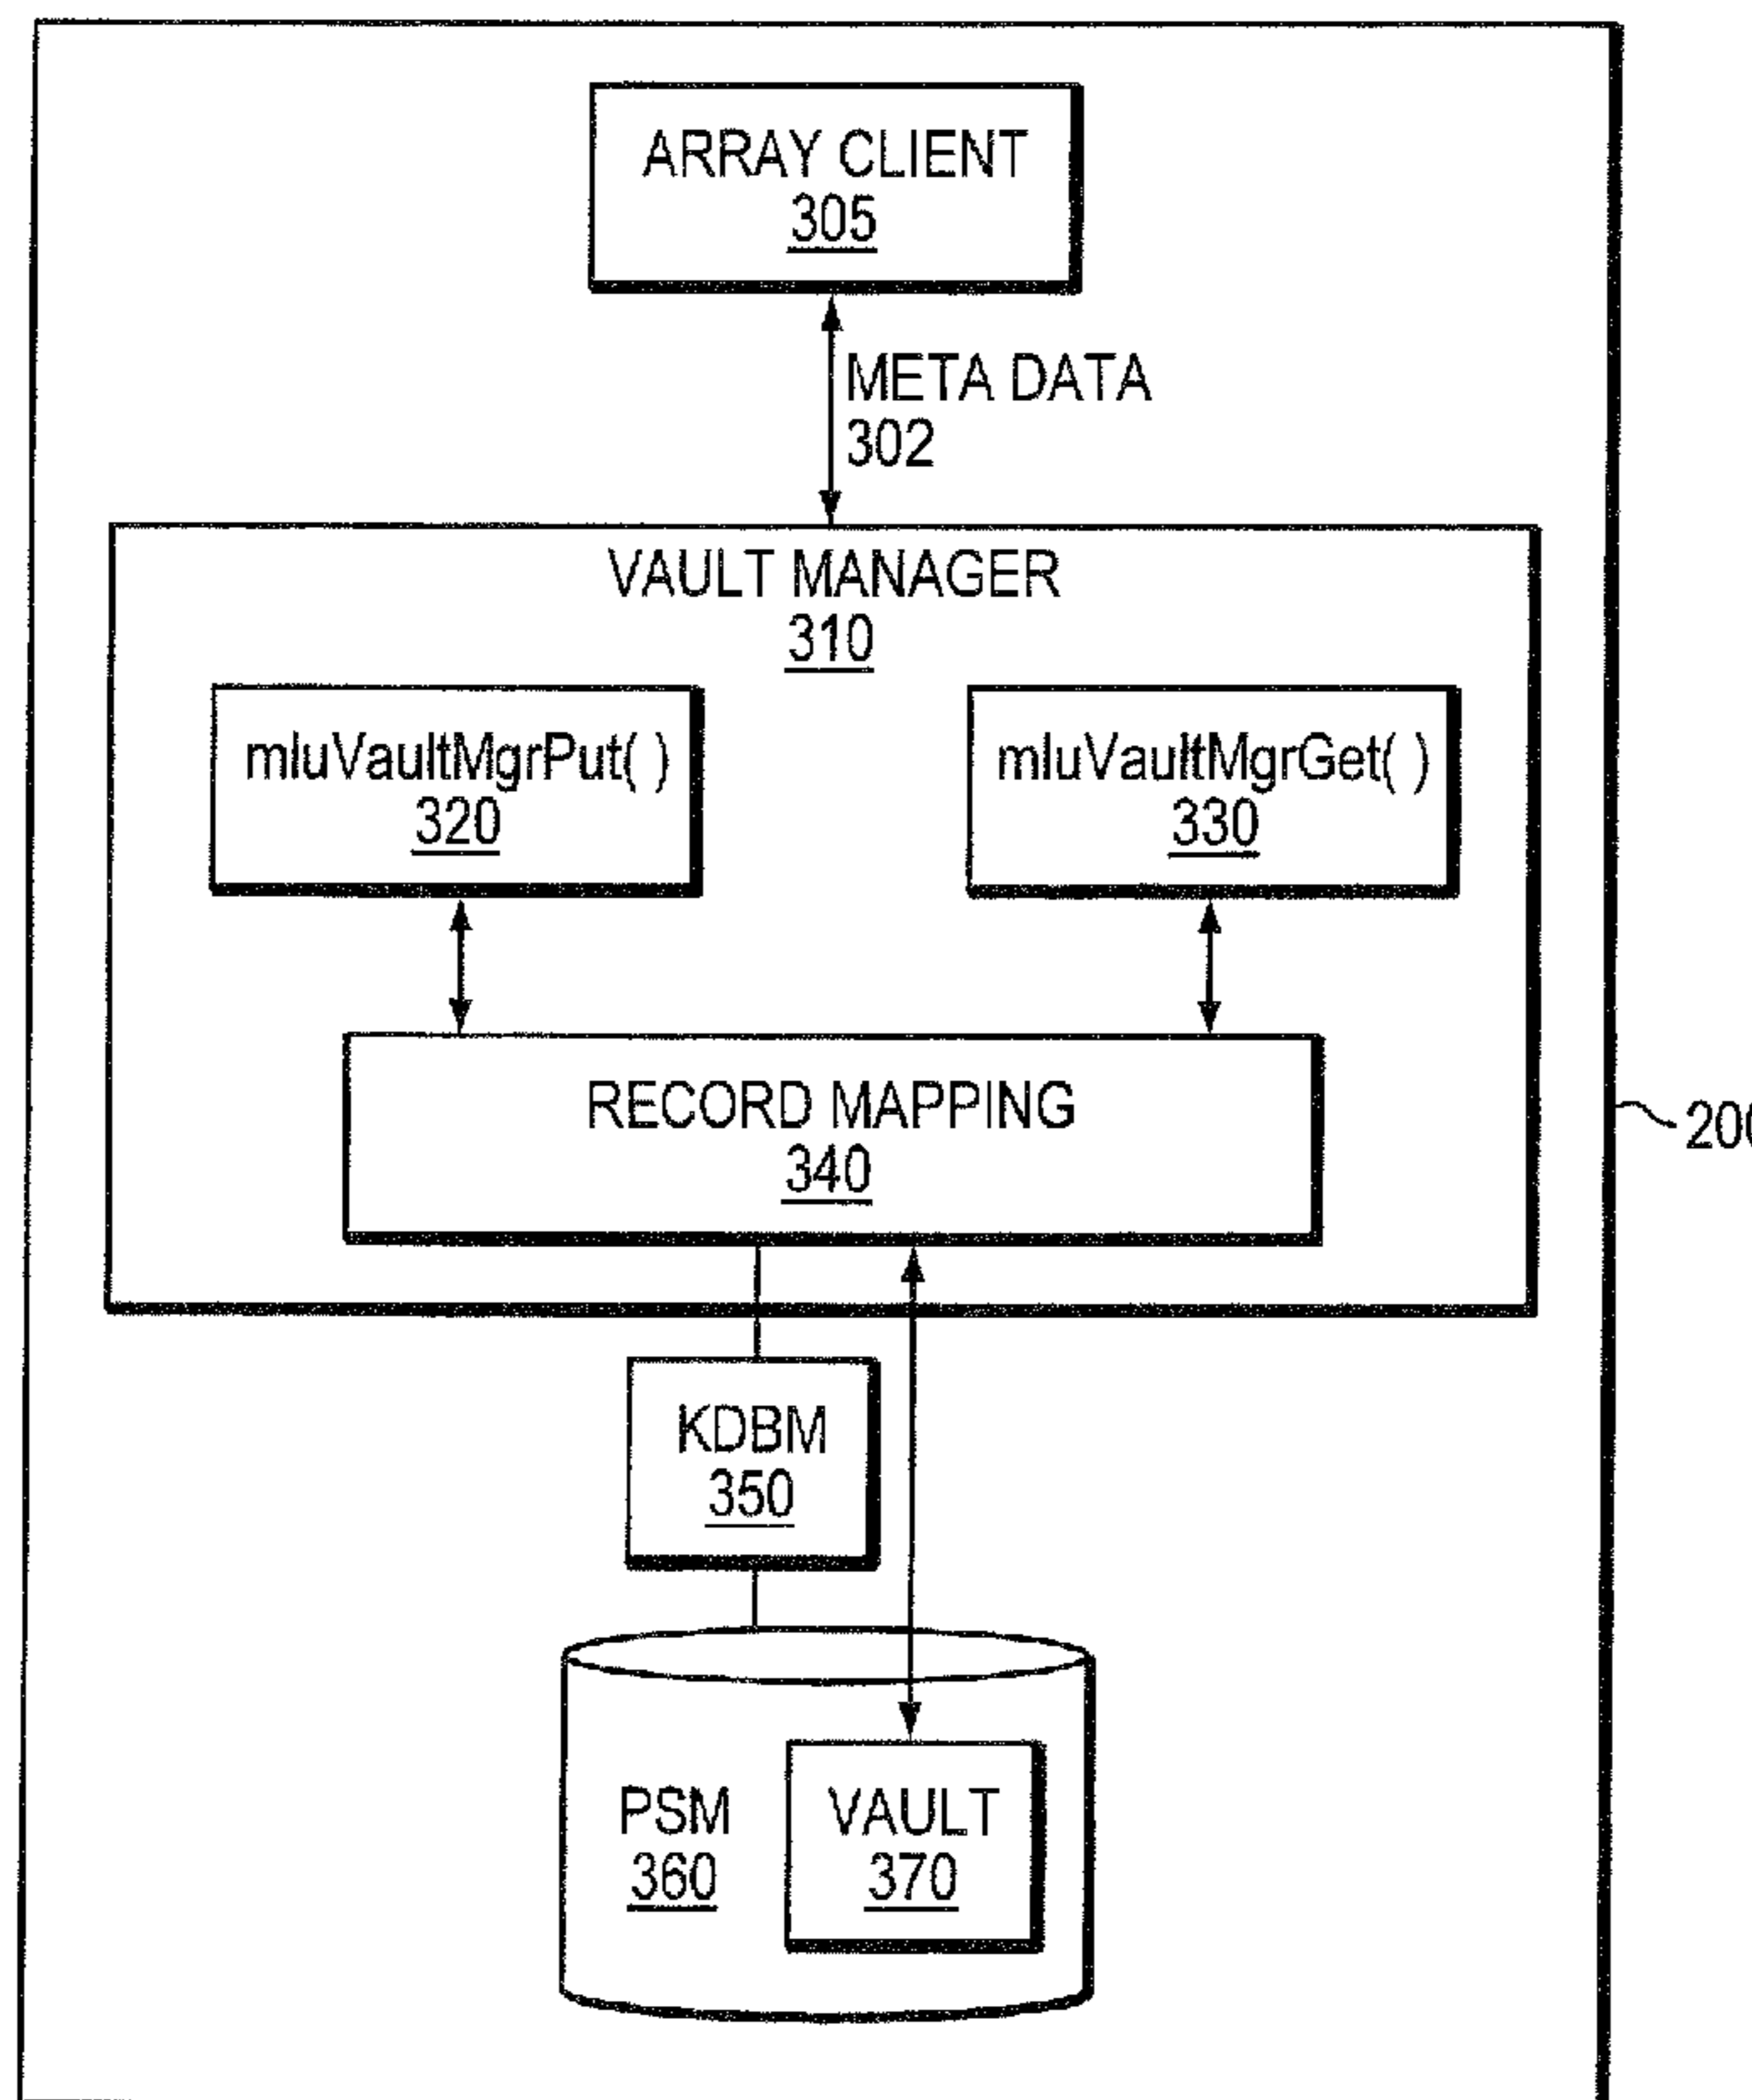 ARRAY CLIENT
305
META DATA
302
VAULT MANAGER
310
mluVaultMgrPut( )
320
mluVaultMgrGet( )
330
RECORD MAPPING
340
200
KDBM
350
PSM
360
VAULT
370